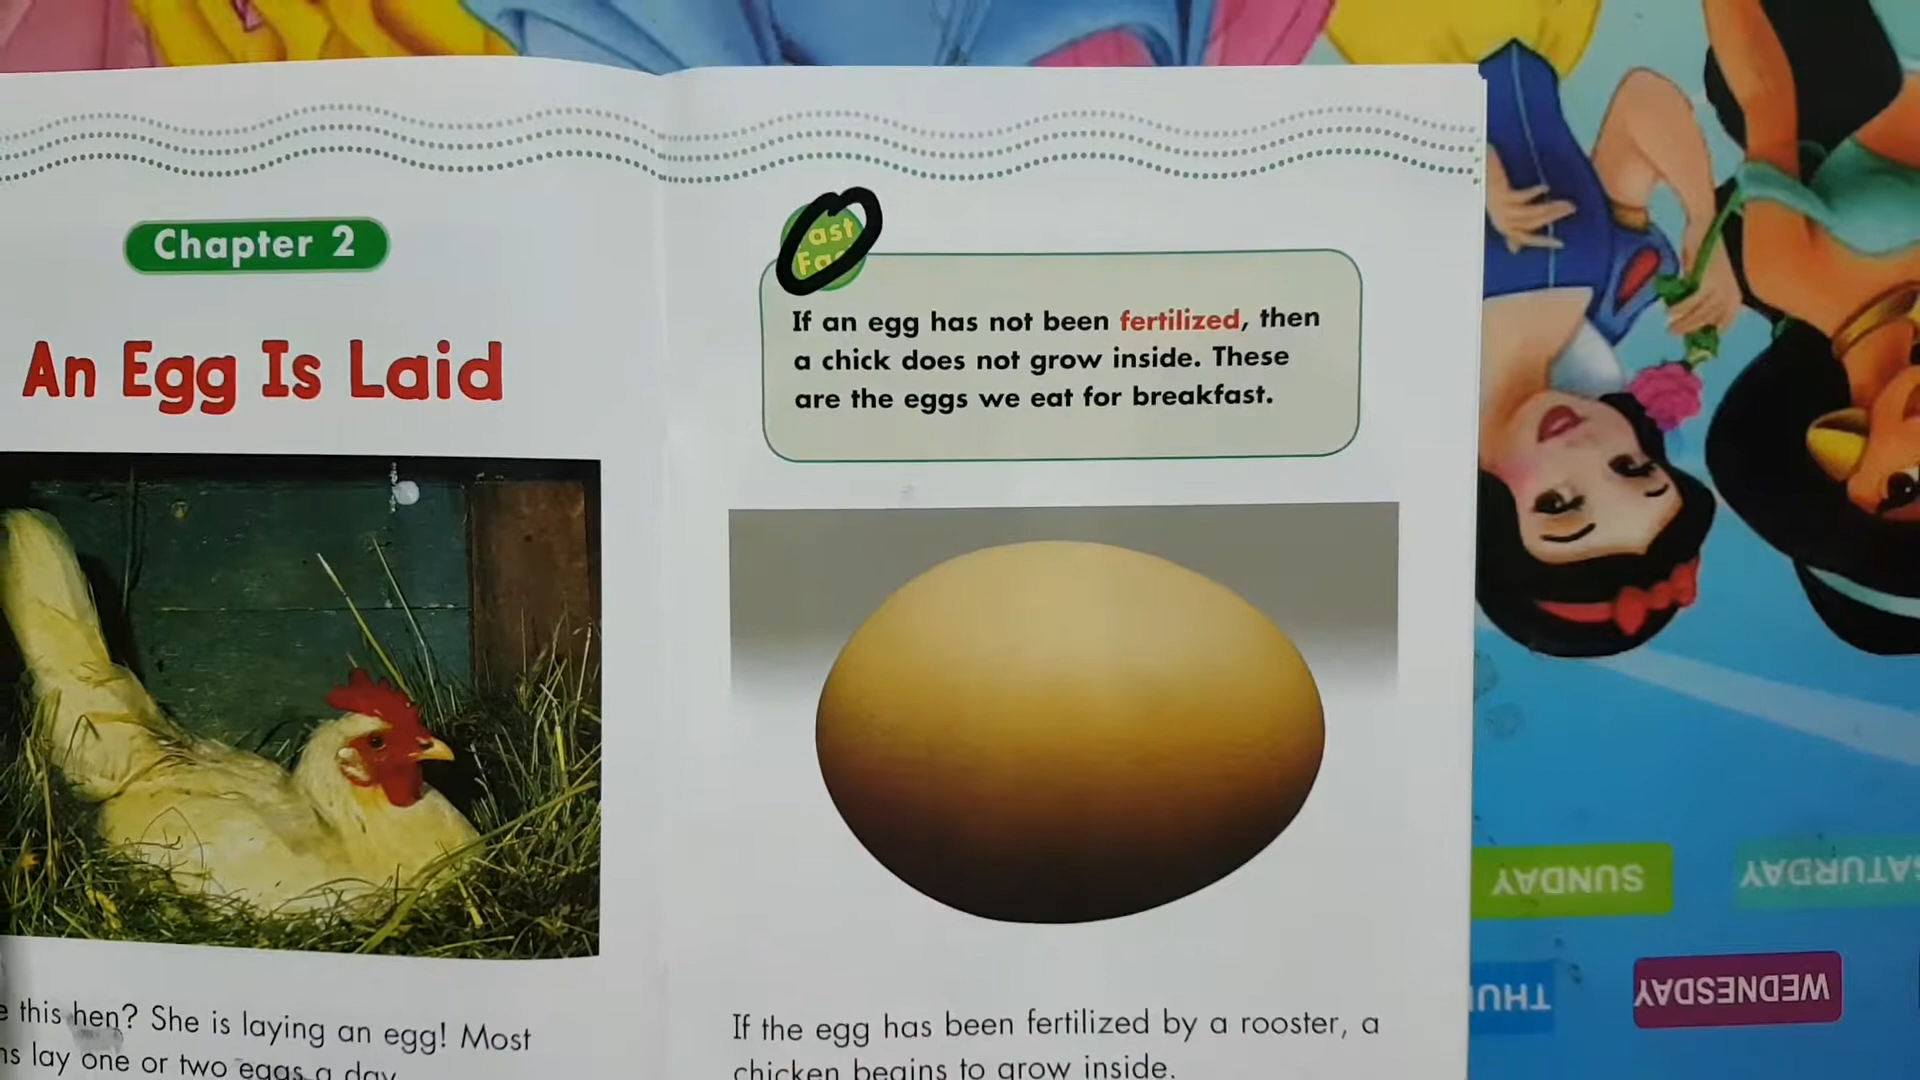 Chapter 2
An Egg Is Laid
this hen? She is laying an egg! Most
lay one or two eggs a day.
If an egg has not been fertilized, then
a chick does not grow inside. These
are the eggs we eat for breakfast.
If the egg has been fertilized by a rooster, a
chicken begins to grow inside.
SUNDAY
WEDNESDAY